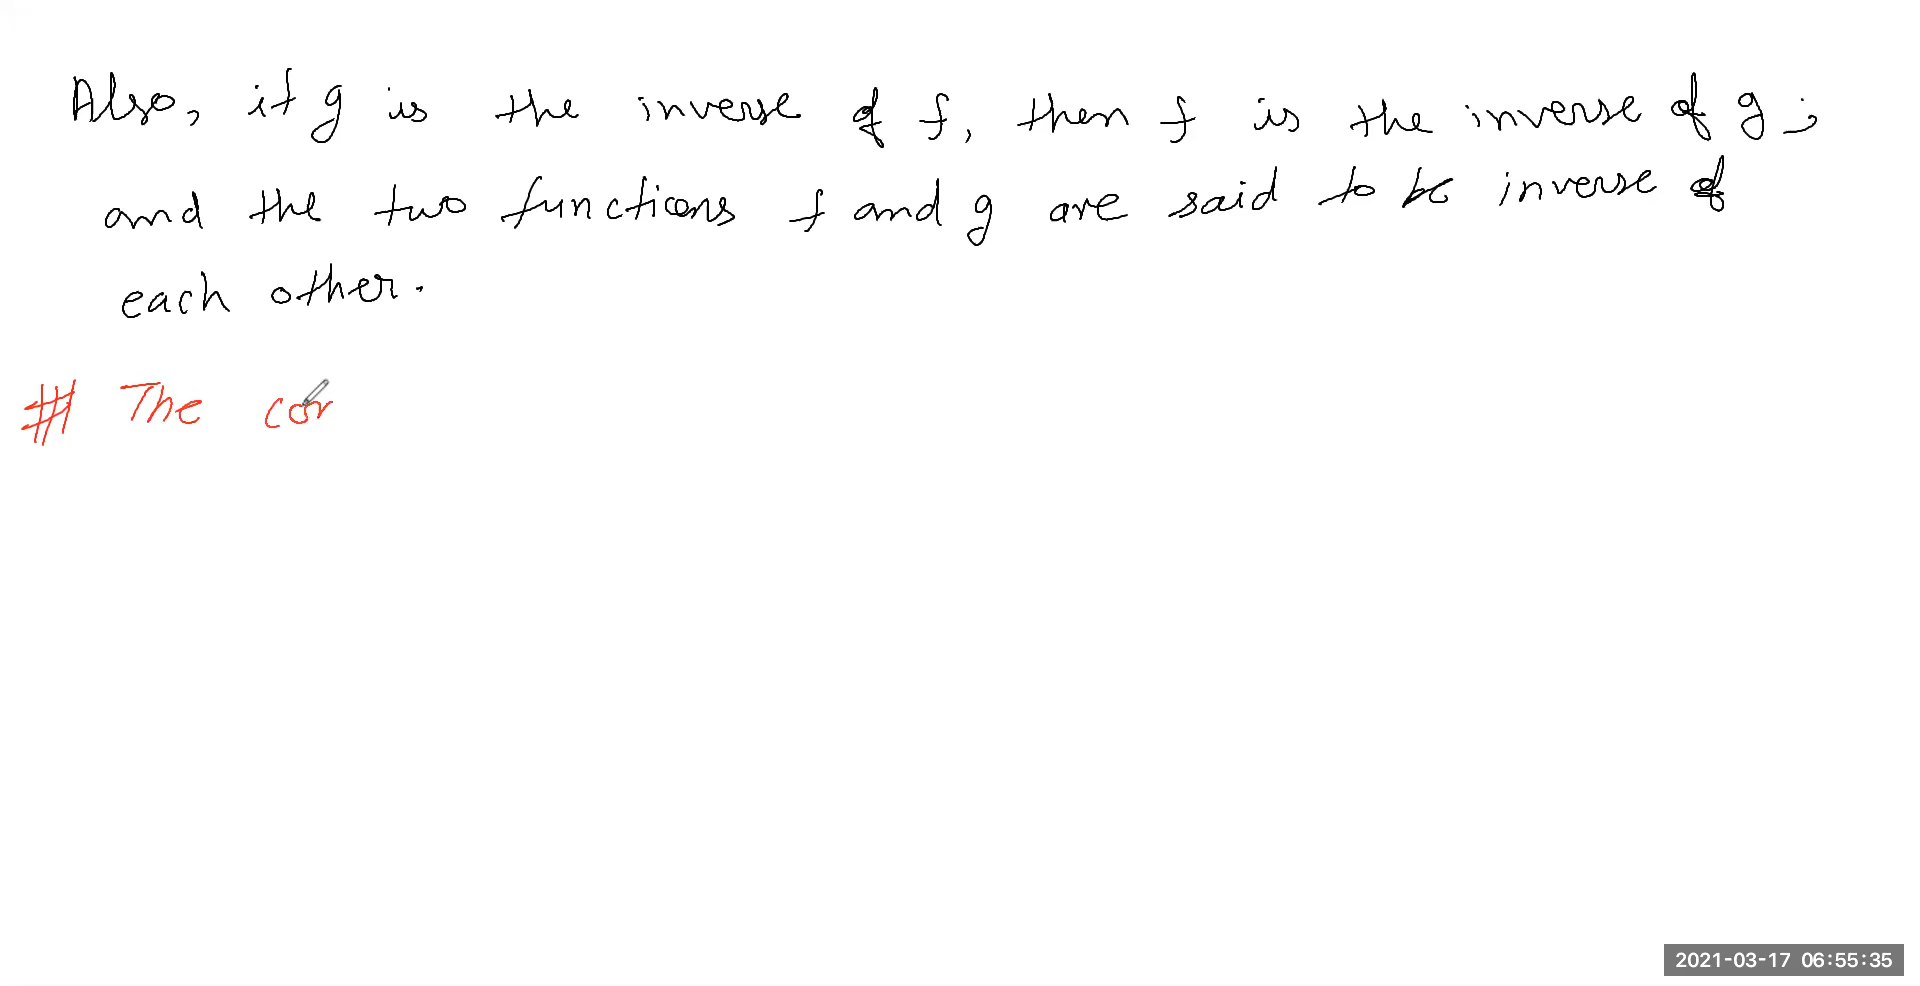 Also, if g is the inverse of f, then f is the inverse of g;
and the two functions f and g are said to be inverse of
each other.
# The cor
2021-03-17 06:55:35